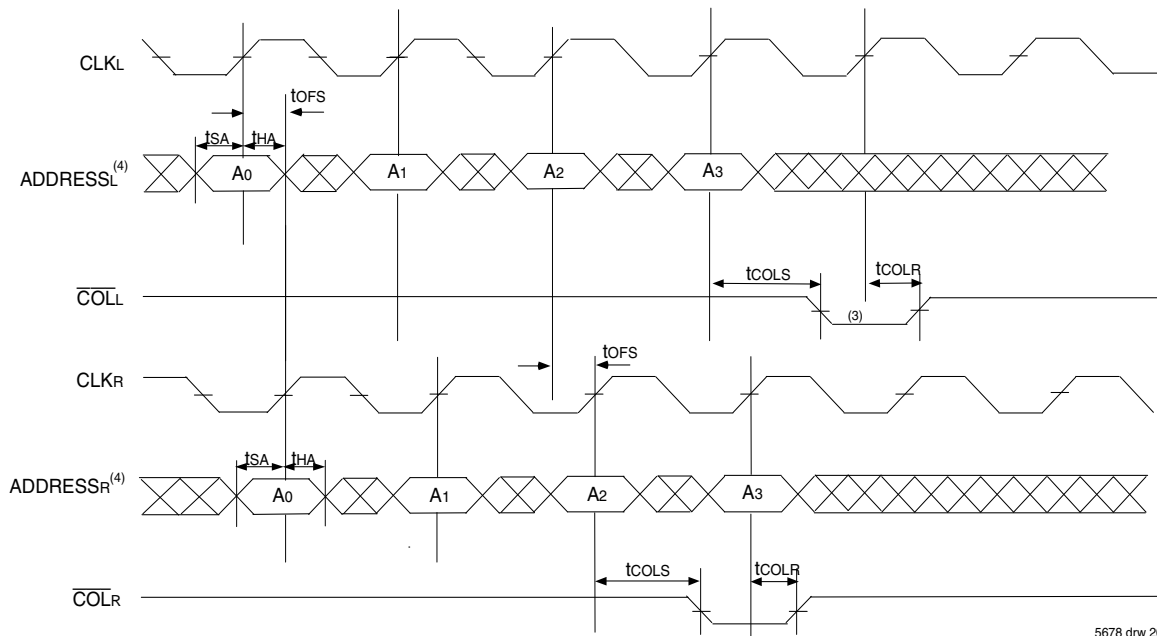 CLKL
tOFS
tSA
tHA
ADDRESSL(4)
A0
A1
A2
A3
tCOLS
tCOLR
COLL
(3)
tOFS
CLKR
tSA
tHA
ADDRESSR(4)
A0
A1
A2
A3
tCOLS
tCOLR
COLR